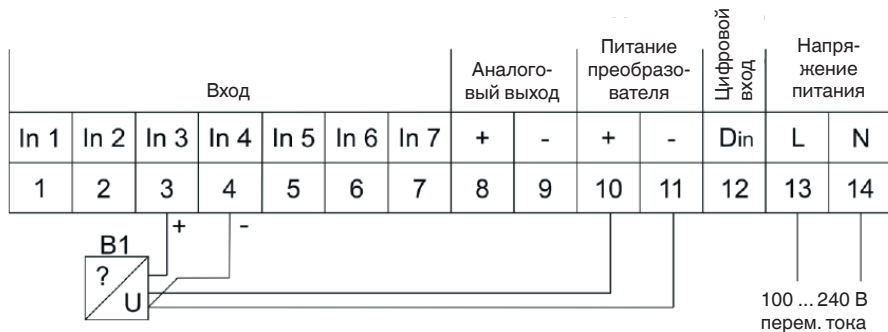 Вход
Аналого-
вый выход
Питание
преобразо-
вателя
Цифровой
вход
Напря-
жение
питания
In 1 In 2 In 3 In 4 In 5 In 6 In 7 + - + - Din L N
1 2 3 4 5 6 7 8 9 10 11 12 13 14
+ -
B1
?
U
100 ... 240 В
перем. тока